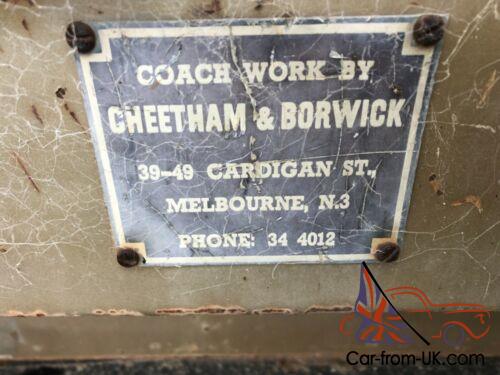 COACH WORK BY
CHEETHAM & BORWICK
39-49 CARDIGAN ST.,
MELBOURNE, N.3
PHONE: 34 4012
Car-from-UK.com